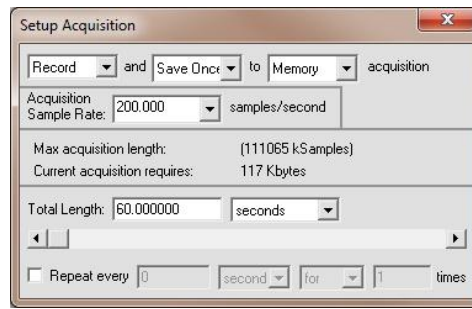 Setup Acquisition
Record and Save Once to Memory acquisition
Acquisition
Sample Rate: 200.000 samples/second
Max acquisition length: (111065 kSamples)
Current acquisition requires: 117 Kbytes
Total Length: 60.000000 seconds
Repeat every 0 second for 1 times